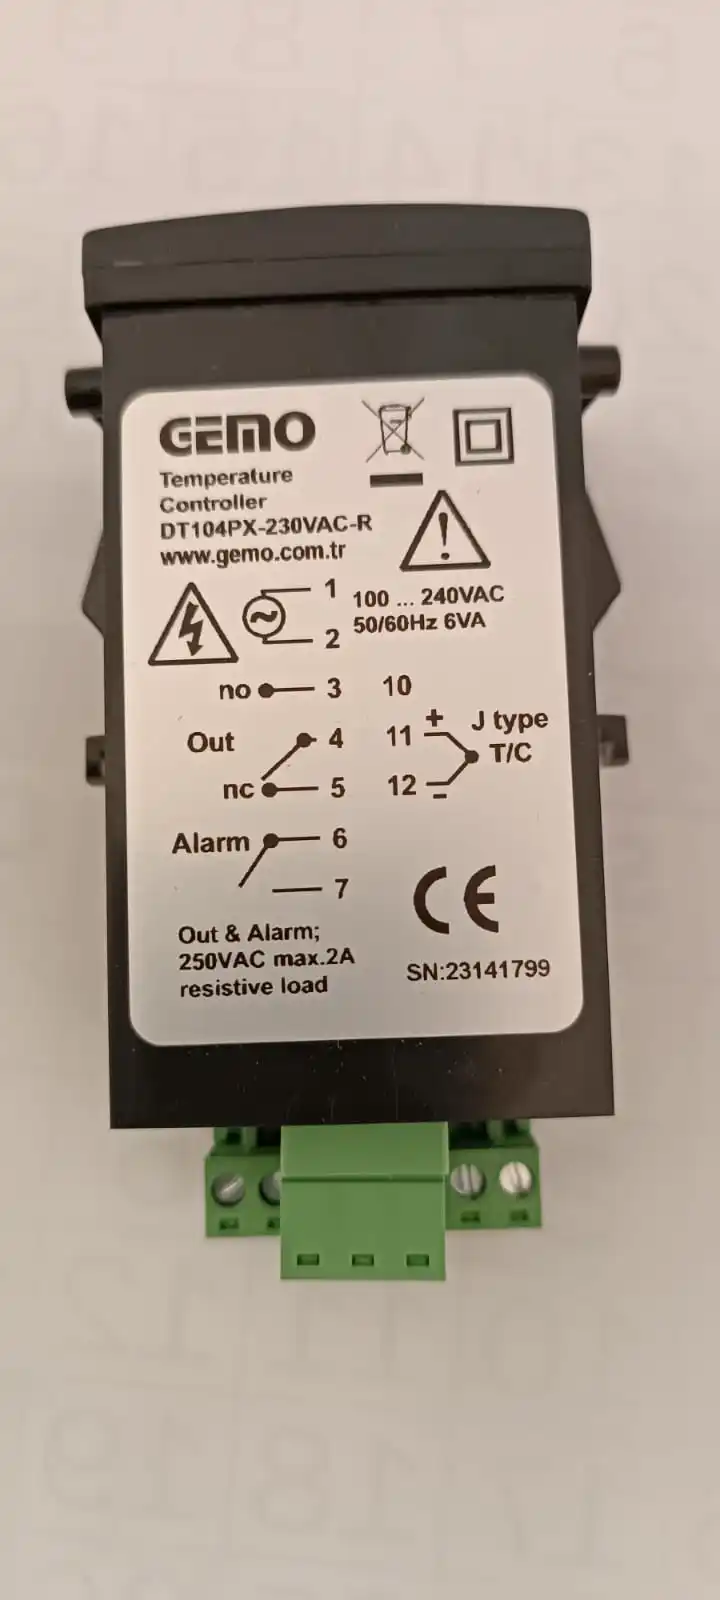 GEMO
Temperature
Controller
DT104PX-230VAC-R
www.gemo.com.tr
1
2
100 ... 240VAC
50/60Hz 6VA
no 3 10
Out 4 11 + J type
T/C
nc 5 12 -
Alarm 6
7
Out & Alarm;
250VAC max.2A
resistive load
CE
SN:23141799